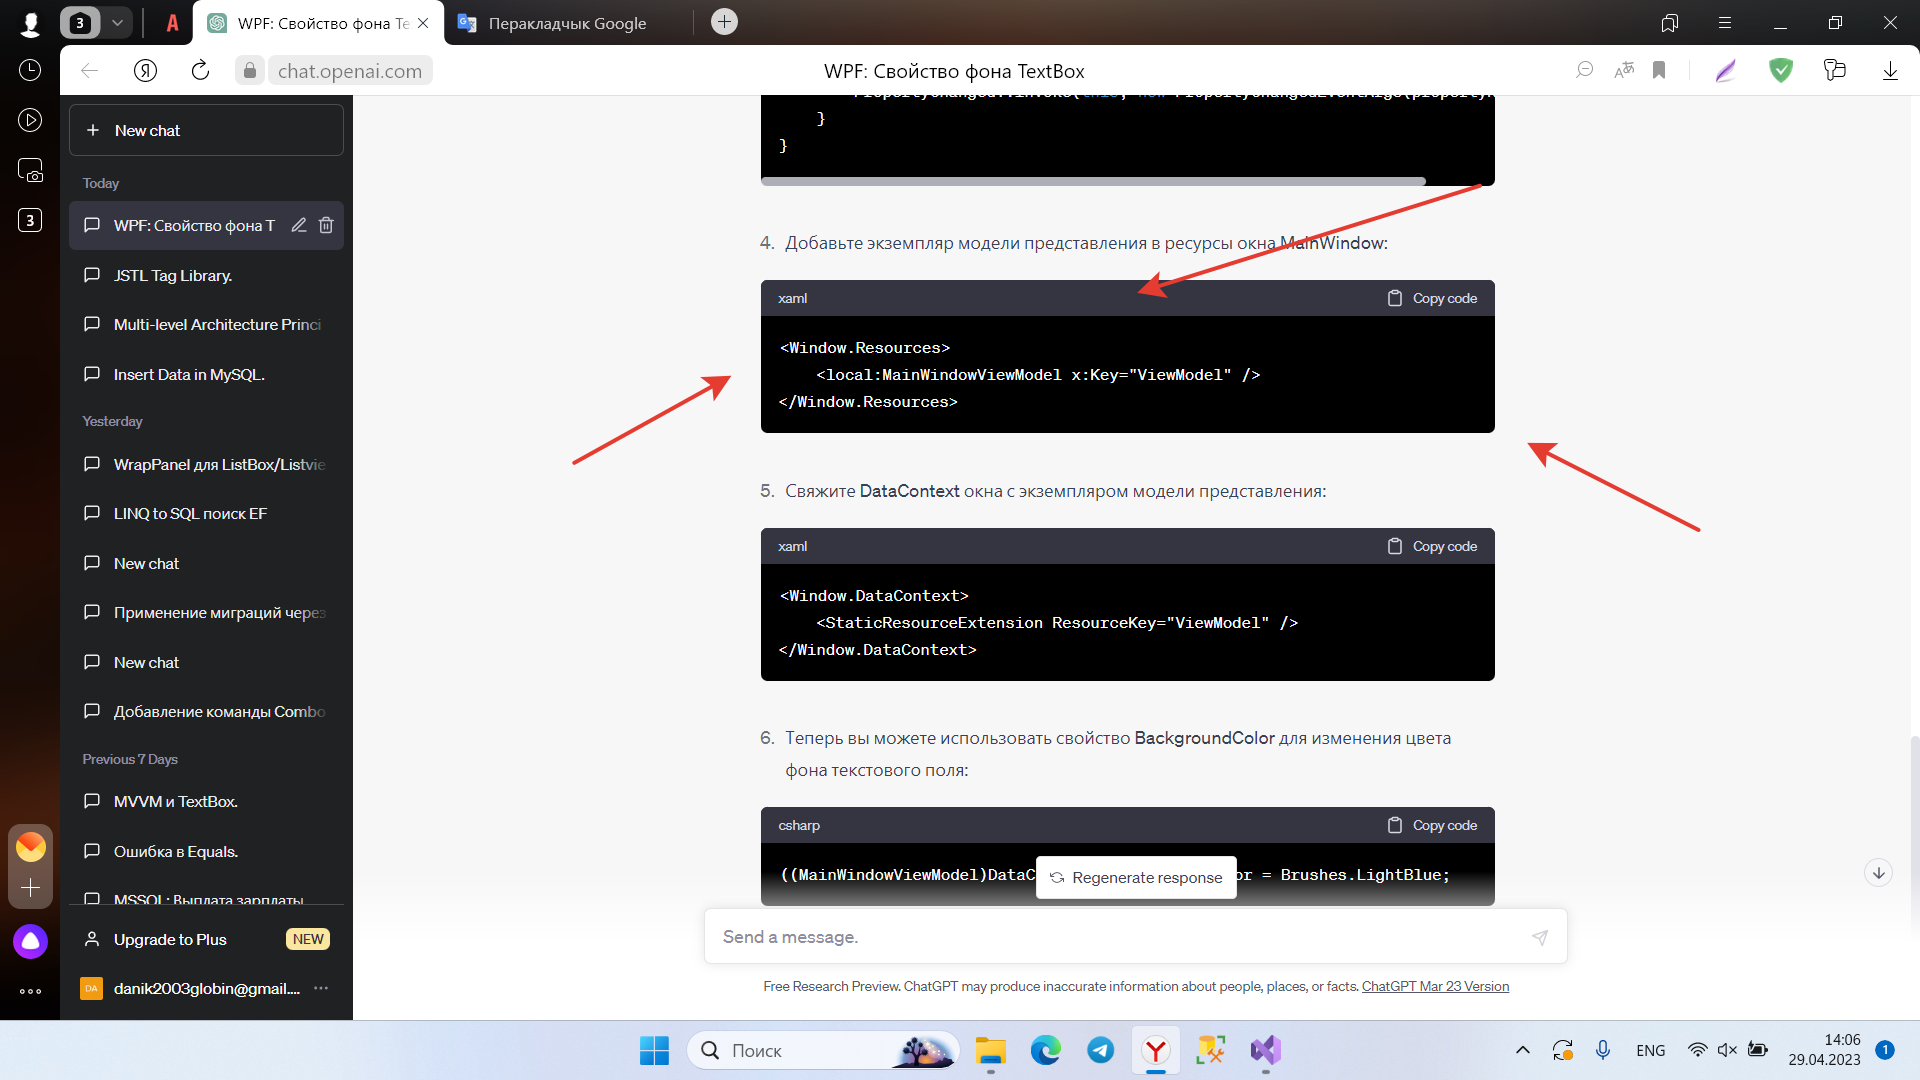 3
WPF: Свойство фона Te
Перакладчык Google
chat.openai.com
WPF: Свойство фона TextBox
3
New chat
Today
WPF: Свойство фона T
JSTL Tag Library.
Multi-level Architecture Princi
Insert Data in MySQL.
Yesterday
WrapPanel для ListBox/Listvie
LINQ to SQL поиск EF
New chat
Применение миграций через
New chat
Добавление команды Combo
Previous 7 Days
MVVM и TextBox.
Ошибка в Equals.
MSSQL: Выплата зарплаты
Upgrade to Plus
NEW
DA
danik2003globin@gmail....
}
}
4. Добавьте экземпляр модели представления в ресурсы окна MainWindow:
xaml
Copy code
<Window.Resources>
<local:MainWindowViewModel x:Key="ViewModel" />
</Window.Resources>
5. Свяжите DataContext окна с экземпляром модели представления:
xaml
Copy code
<Window.DataContext>
<StaticResourceExtension ResourceKey="ViewModel" />
</Window.DataContext>
6. Теперь вы можете использовать свойство BackgroundColor для изменения цвета
фона текстового поля:
csharp
Copy code
((MainWindowViewModel)DataC
or = Brushes.LightBlue;
Regenerate response
Send a message.
Free Research Preview. ChatGPT may produce inaccurate information about people, places, or facts. ChatGPT Mar 23 Version
Поиск
ENG
14:06
29.04.2023
1